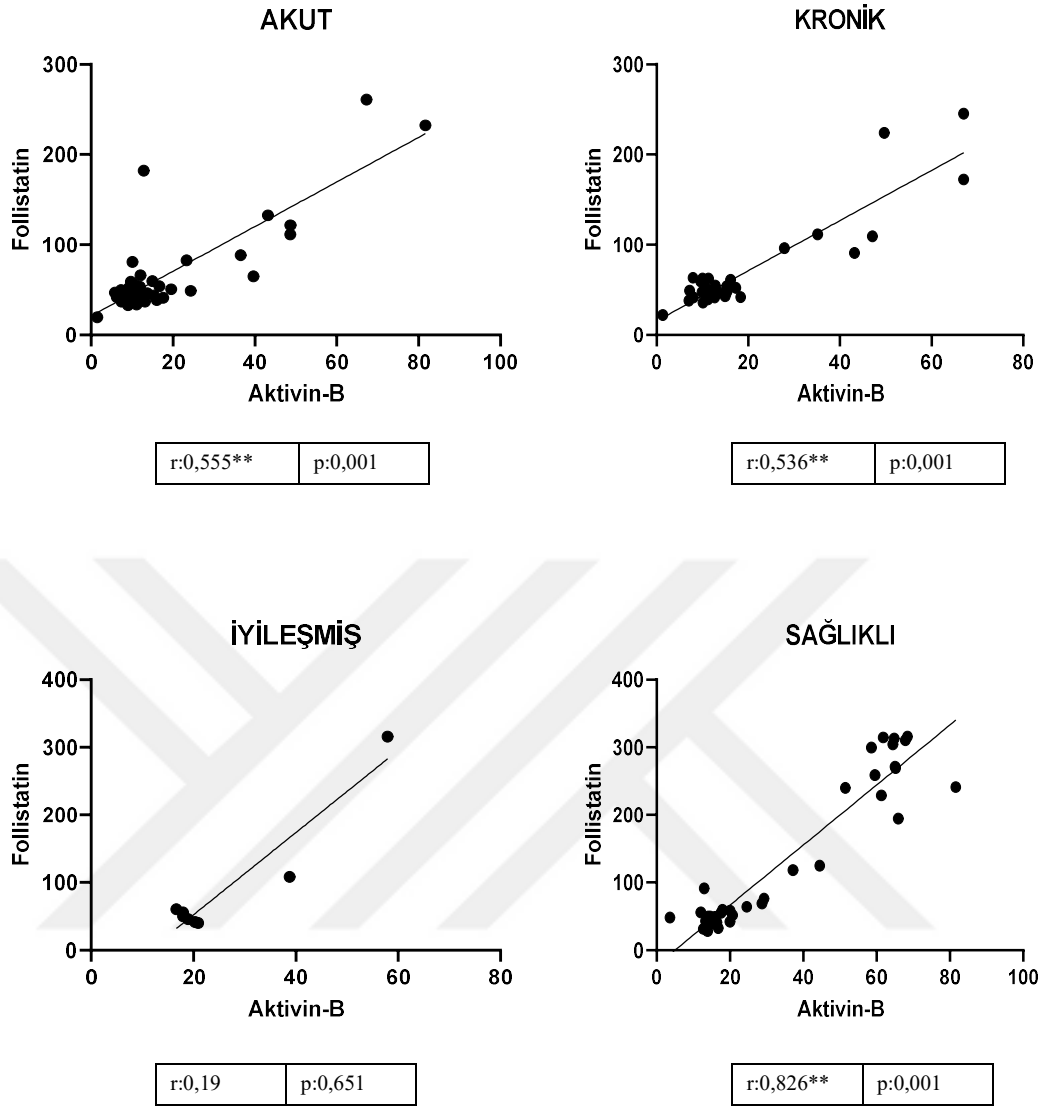 AKUT
300
200
100
0
Follistatin
0 20 40 60 80 100
Aktivin-B
r:0,555** p:0,001
KRONİK
300
200
100
0
Follistatin
0 20 40 60 80
Aktivin-B
r:0,536** p:0,001
İYİLEŞMİŞ
400
300
200
100
0
Follistatin
0 20 40 60 80
Aktivin-B
r:0,19 p:0,651
SAĞLIKLI
400
300
200
100
0
Follistatin
0 20 40 60 80 100
Aktivin-B
r:0,826** p:0,001